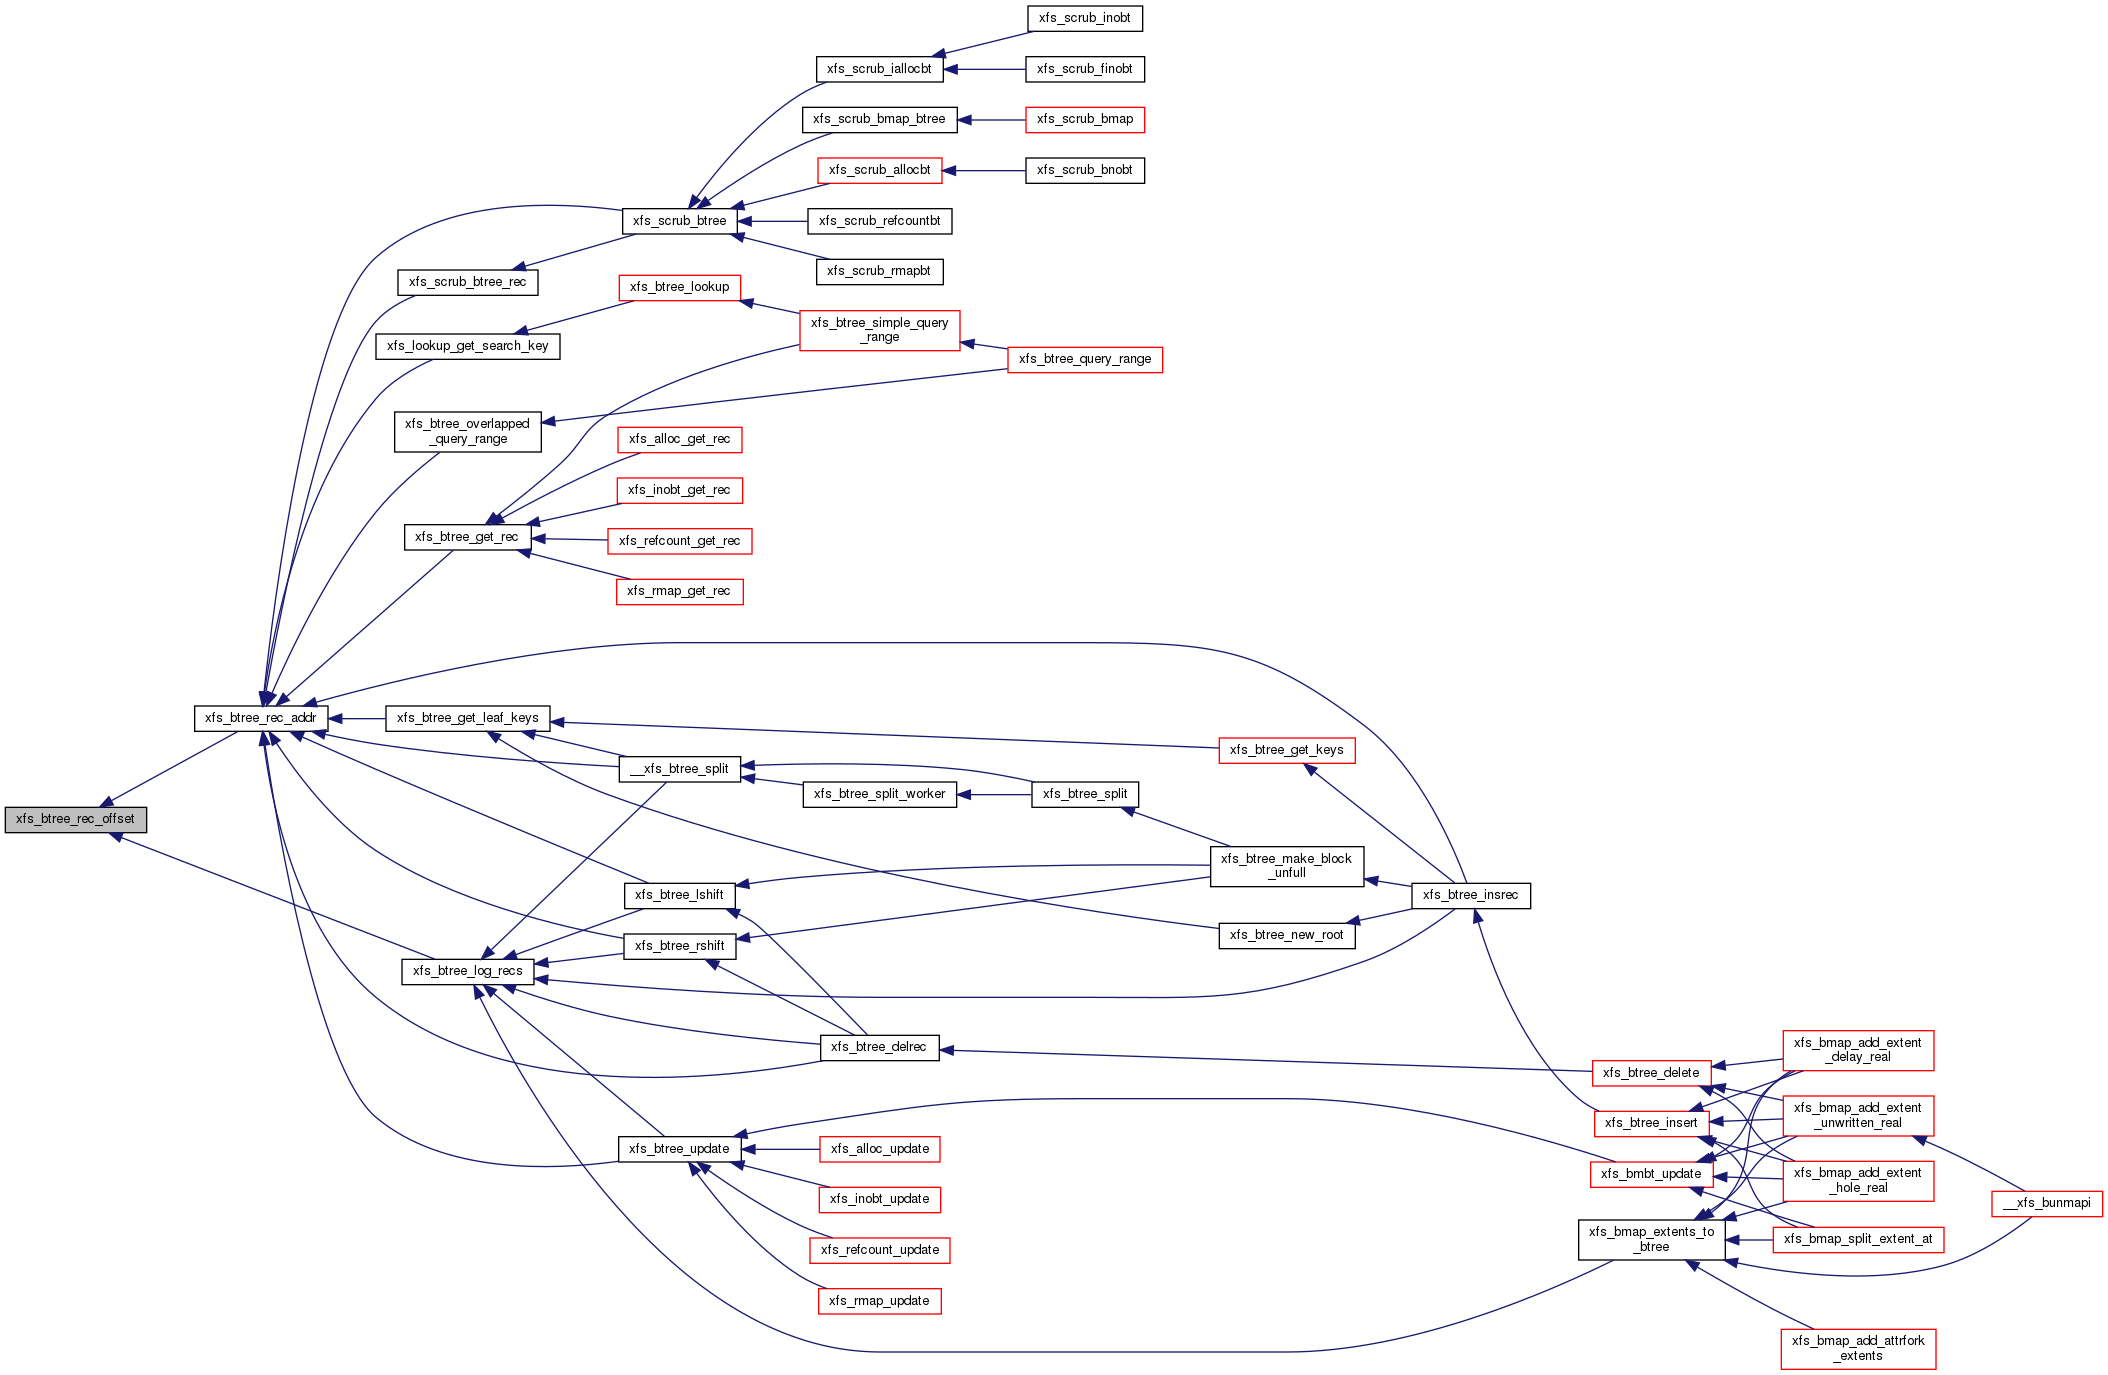 xfs_scrub_inobt
xfs_scrub_iallocbt
xfs_scrub_finobt
xfs_scrub_bmap_btree
xfs_scrub_bmap
xfs_scrub_allocbt
xfs_scrub_bnobt
xfs_scrub_btree
xfs_scrub_refcountbt
xfs_scrub_rmapbt
xfs_scrub_btree_rec
xfs_btree_lookup
xfs_btree_simple_query
_range
xfs_lookup_get_search_key
xfs_btree_query_range
xfs_btree_overlapped
_query_range
xfs_alloc_get_rec
xfs_inobt_get_rec
xfs_btree_get_rec
xfs_refcount_get_rec
xfs_rmap_get_rec
xfs_btree_rec_addr
xfs_btree_get_leaf_keys
xfs_btree_get_keys
__xfs_btree_split
xfs_btree_split_worker
xfs_btree_split
xfs_btree_rec_offset
xfs_btree_make_block
_unfull
xfs_btree_lshift
xfs_btree_insrec
xfs_btree_new_root
xfs_btree_rshift
xfs_btree_log_recs
xfs_btree_delrec
xfs_bmap_add_extent
_delay_real
xfs_btree_delete
xfs_bmap_add_extent
_unwritten_real
xfs_btree_insert
xfs_btree_update
xfs_alloc_update
xfs_bmbt_update
xfs_bmap_add_extent
_hole_real
xfs_inobt_update
__xfs_bunmapi
xfs_bmap_extents_to
_btree
xfs_bmap_split_extent_at
xfs_refcount_update
xfs_rmap_update
xfs_bmap_add_attrfork
_extents